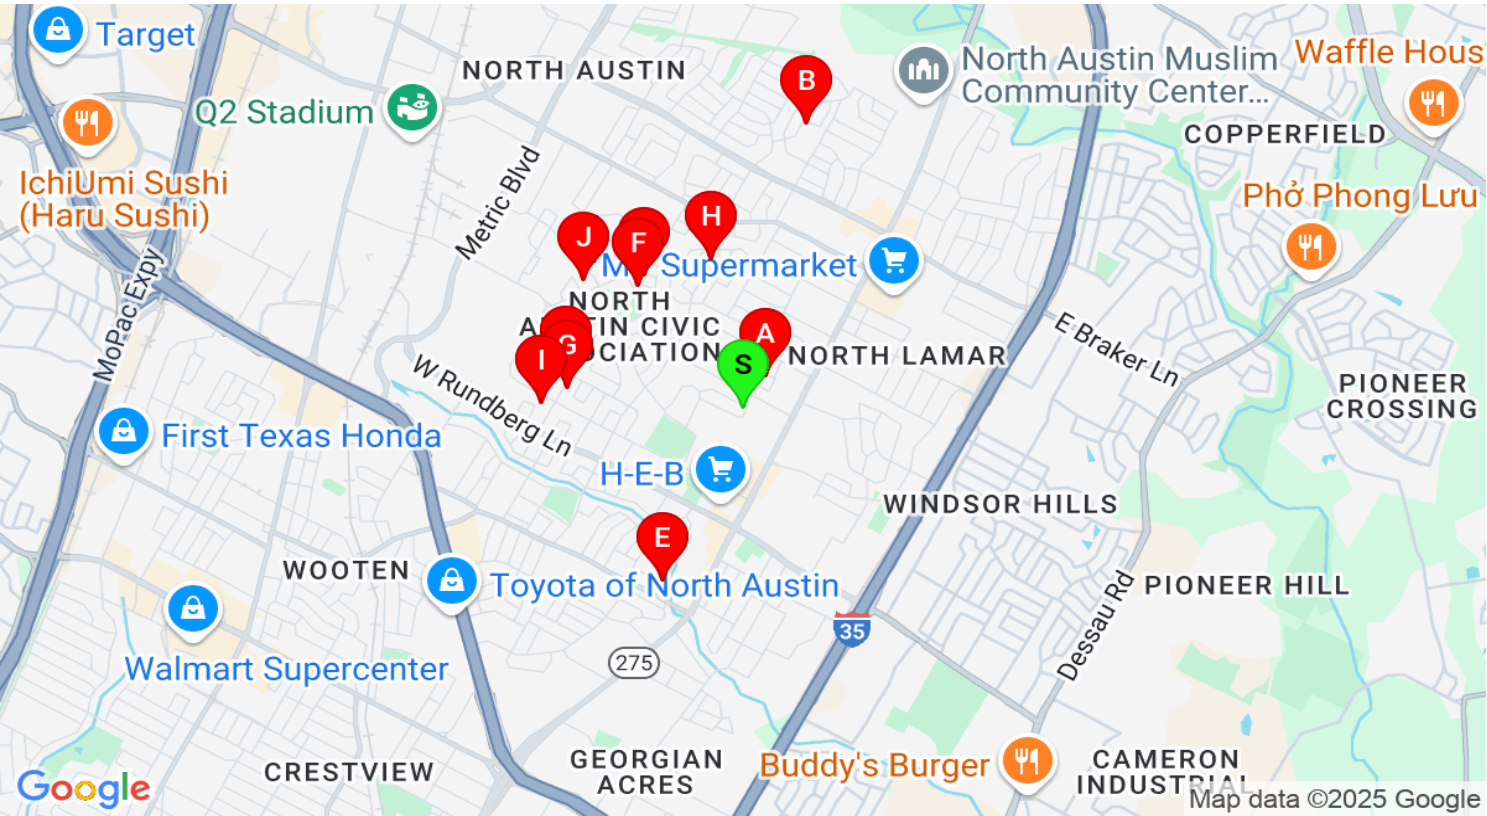 Target
NORTH AUSTIN
B
North Austin Muslim
Community Center...
Waffle Hous
Q2 Stadium
COPPERFIELD
IchiUmi Sushi
(Haru Sushi)
Metric Blvd
Phở Phong Lưu
H
J
F
Supermarket
MoPac Expy
NORTH
CIVIC
A
G
I
S
NORTH LAMAR
E Braker Ln
W Rundberg Ln
PIONEER
CROSSING
First Texas Honda
H-E-B
WINDSOR HILLS
E
WOOTEN
Toyota of North Austin
PIONEER HILL
Dessau Rd
35
Walmart Supercenter
275
GEORGIAN
ACRES
Buddy's Burger
CAMERON
INDUSTRIAL
CRESTVIEW
Google
Map data ©2025 Google